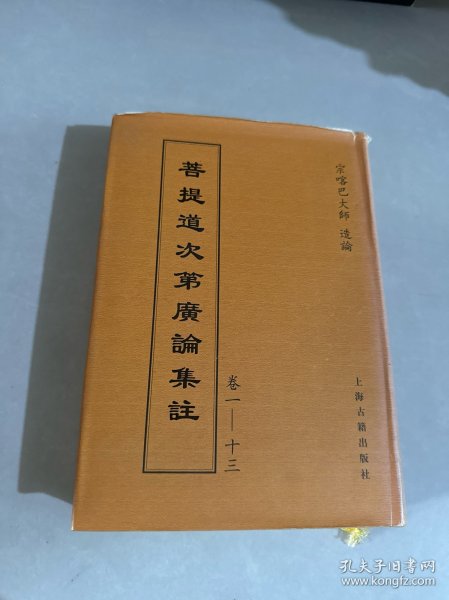 宗喀巴大師 造論
菩提道次第廣論集註
卷一——十三
上海古籍出版社
孔夫子旧书网
www.kongfz.com